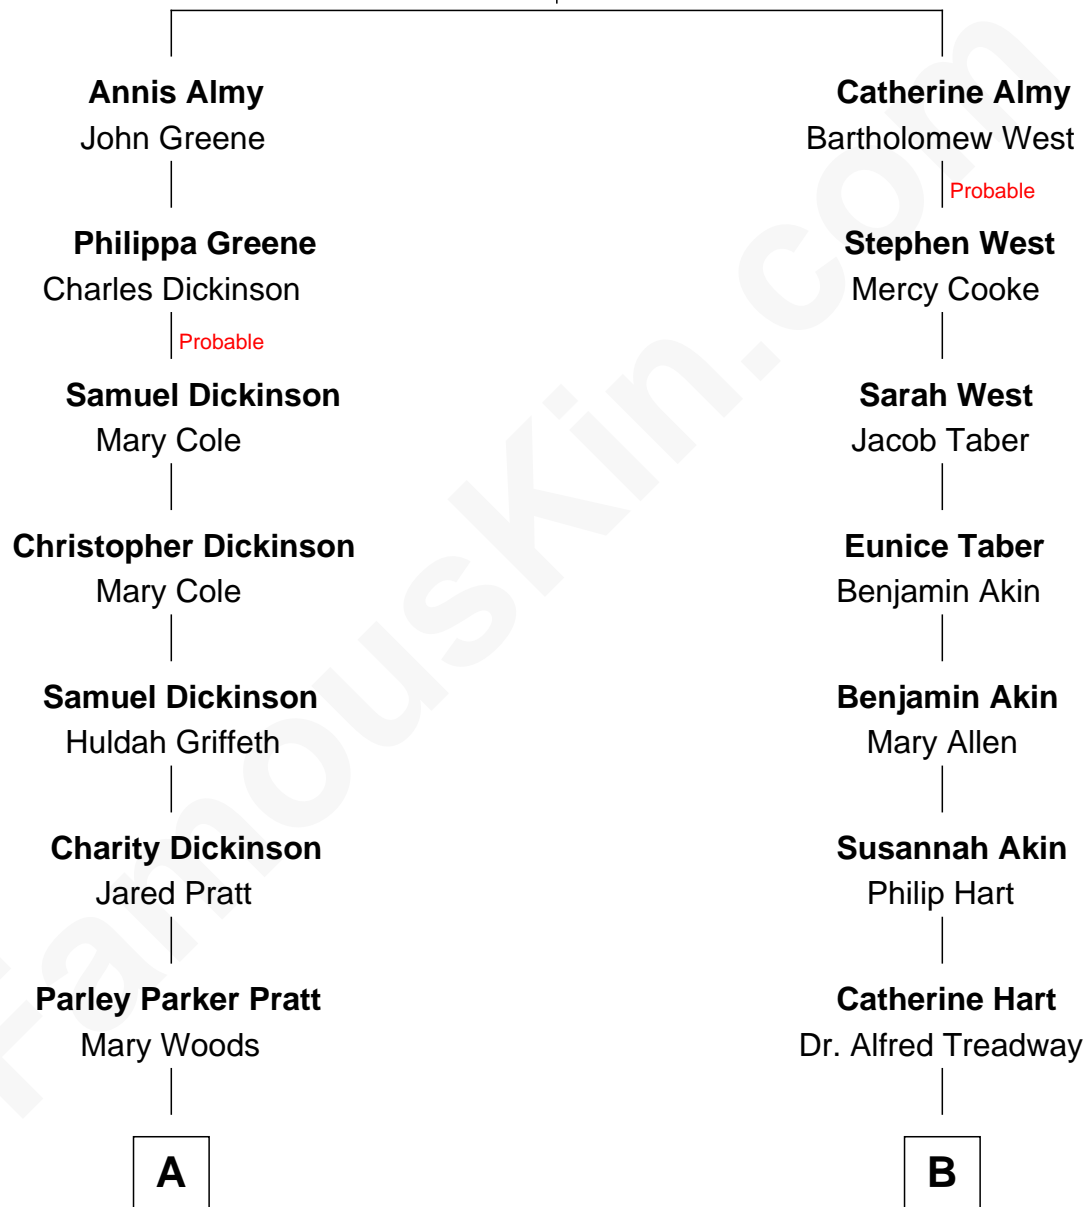 Annis Almy
John Greene
Philippa Greene
Charles Dickinson
Probable
Samuel Dickinson
Mary Cole
Christopher Dickinson
Mary Cole
Samuel Dickinson
Huldah Griffeth
Charity Dickinson
Jared Pratt
Parley Parker Pratt
Mary Woods
A
Catherine Almy
Bartholomew West
Probable
Stephen West
Mercy Cooke
Sarah West
Jacob Taber
Eunice Taber
Benjamin Akin
Benjamin Akin
Mary Allen
Susannah Akin
Philip Hart
Catherine Hart
Dr. Alfred Treadway
B
FamousKin.com